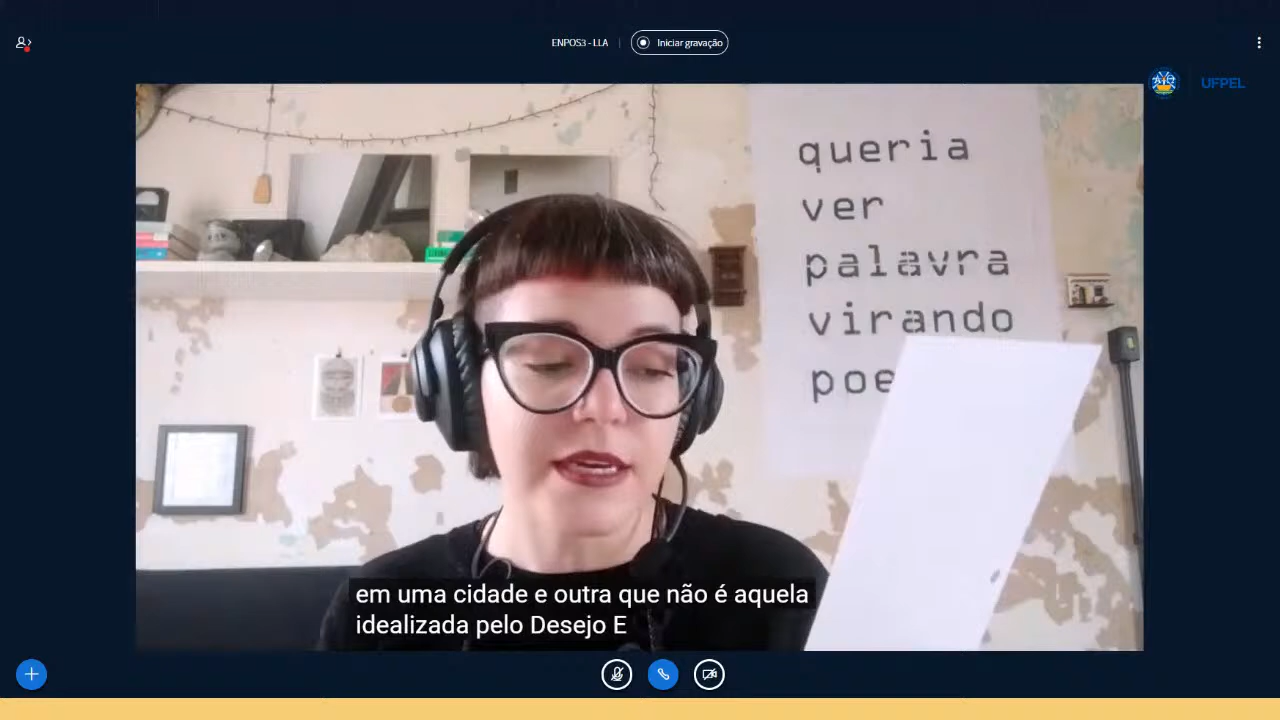 ENPOS3 - LLA
Iniciar gravação
UFPEL
queria
ver
palavra
virando
poe
em uma cidade e outra que não é aquela
idealizada pelo Desejo E